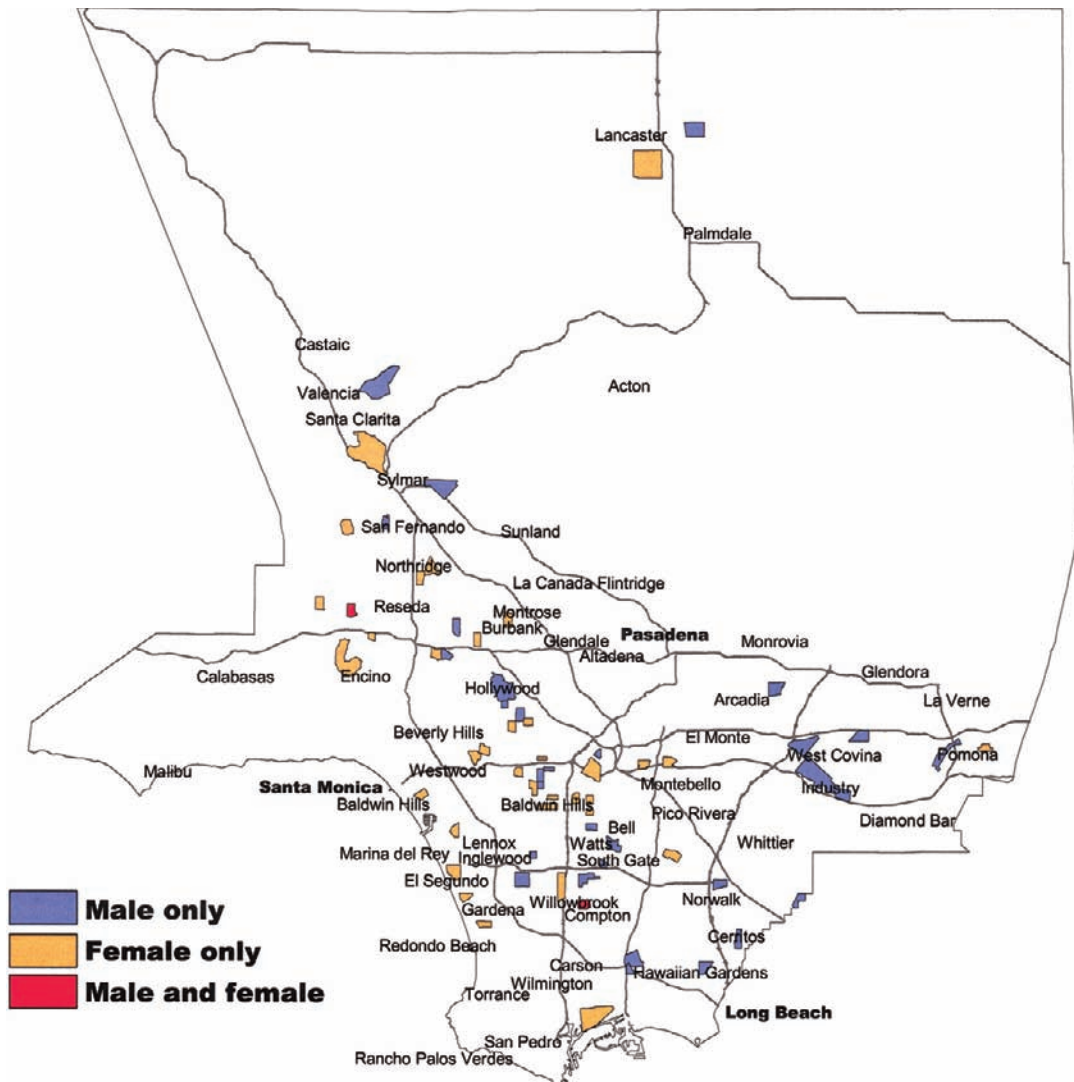 Lancaster
Palmdale
Castaic
Acton
Valencia
Santa Clarita
Sylmar
San Fernando
Sunland
Northridge
La Canada Flintridge
Reseda
Montrose
Burbank
Pasadena
Glendale
Monrovia
Altadena
Glendora
Calabasas
Encino
Hollywood
Arcadia
La Verne
Beverly Hills
El Monte
West Covina
Pomona
Malibu
Westwood
Santa Monica
Montebello
Industry
Baldwin Hills
Baldwin Hills
Pico Rivera
Diamond Bar
Bell
Lennox
Watts
Whittier
Marina del Rey
Inglewood
South Gate
El Segundo
Male only
Willowbrook
Norwalk
Gardena
Compton
Female only
Redondo Beach
Cerritos
Carson
Hawaiian Gardens
Male and female
Wilmington
Torrance
Long Beach
San Pedro
Rancho Palos Verdes